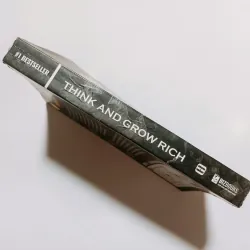 #1 BESTSELLER
THINK AND GROW RICH